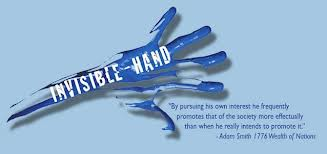 INVISIBLE HAND
"By pursuing his own interest he frequently
promotes that of the society more effectually
than when he really intends to promote it."
- Adam Smith 1776 Wealth of Nations